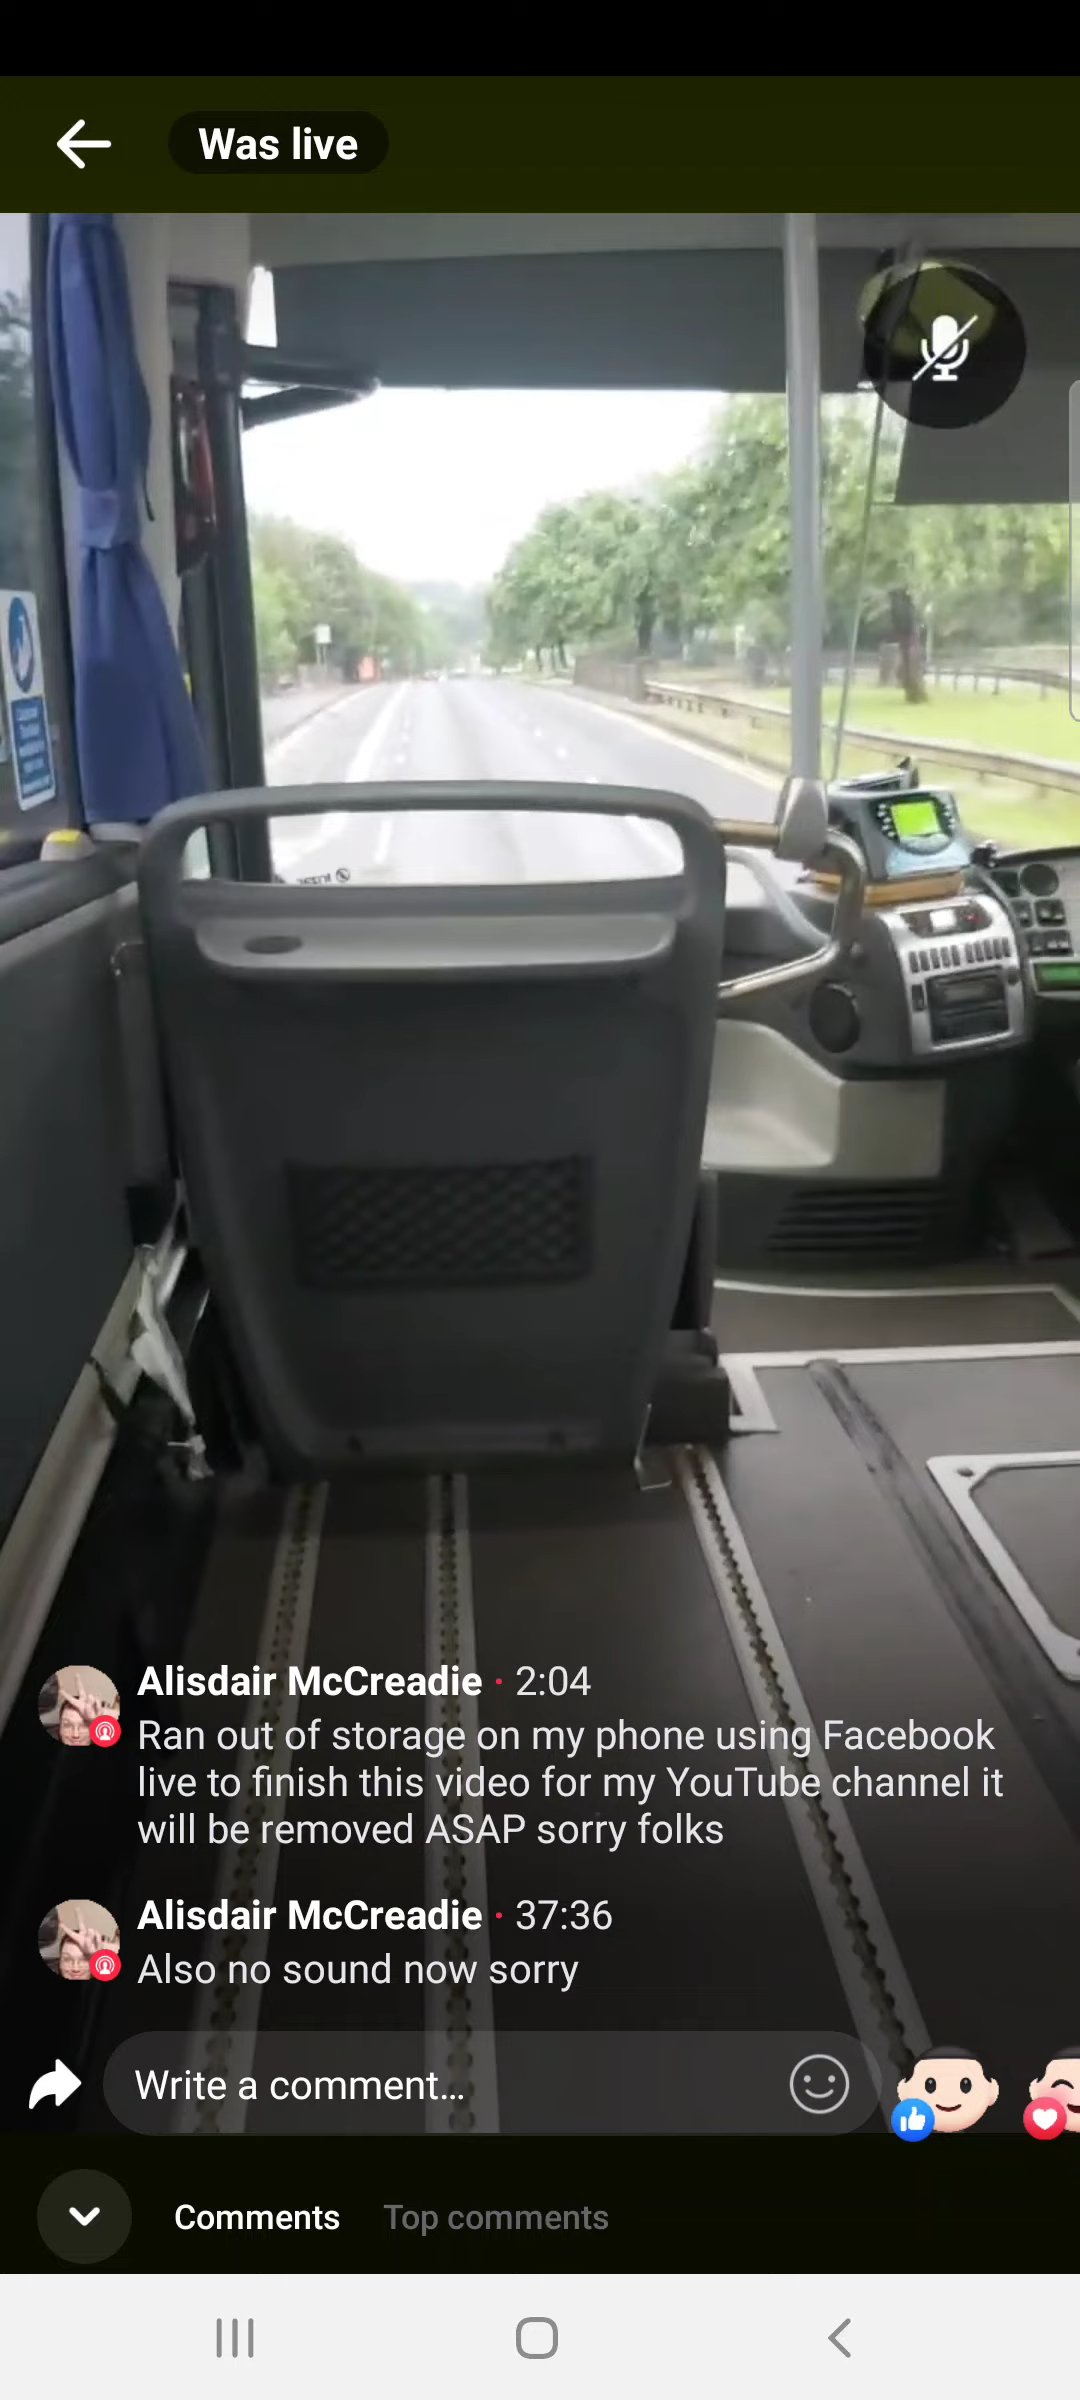 Was live
Alisdair McCreadie · 2:04
Ran out of storage on my phone using Facebook
live to finish this video for my YouTube channel it
will be removed ASAP sorry folks
Alisdair McCreadie · 37:36
Also no sound now sorry
Write a comment...
Comments
Top comments